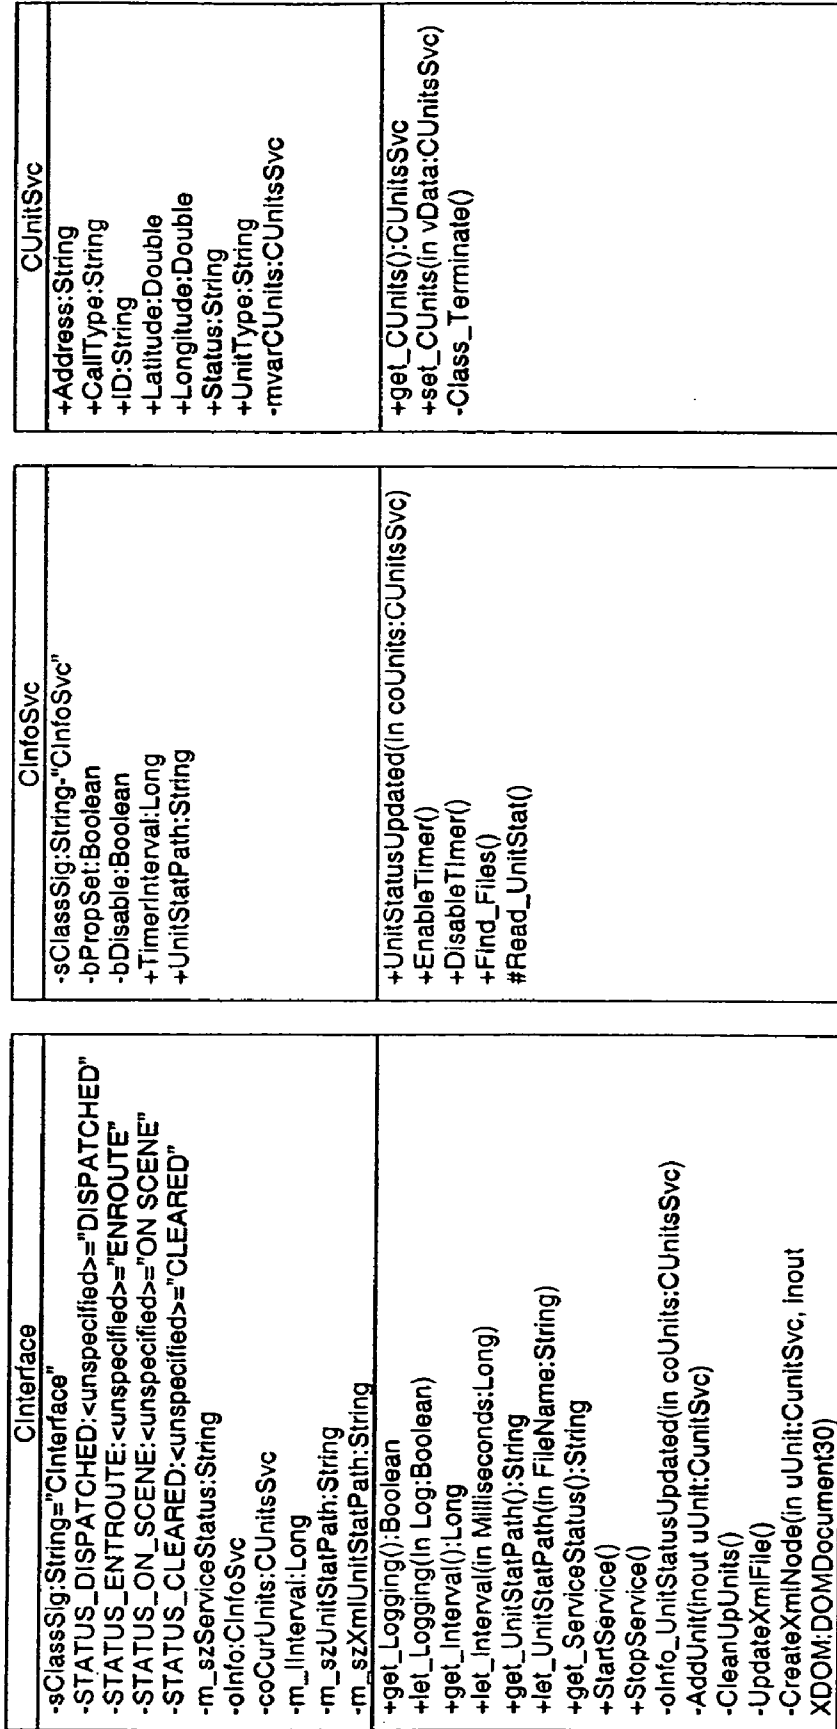 CInterface
-sClassSig:String="CInterface"
-STATUS_DISPATCHED:<unspecified>="DISPATCHED"
-STATUS_ENTROUTE:<unspecified>="ENROUTE"
-STATUS_ON_SCENE:<unspecified>="ON SCENE"
-STATUS_CLEARED:<unspecified>="CLEARED"
-m_szServiceStatus:String
-oInfo:CInfoSvc
-coCurUnits:CUnitsSvc
-m_lInterval:Long
-m_szUnitStatPath:String
-m_szXmlUnitStatPath:String
+get_Logging():Boolean
+let_Logging(in Log:Boolean)
+get_Interval():Long
+let_Interval(in Milliseconds:Long)
+get_UnitStatPath():String
+let_UnitStatPath(in FileName:String)
+get_ServiceStatus():String
+StartService()
+StopService()
-oInfo_UnitStatusUpdated(in coUnits:CUnitsSvc)
-AddUnit(inout uUnit:CunitSvc)
-CleanUpUnits()
-UpdateXmlFile()
-CreateXmlNode(in uUnit:CunitSvc, inout
XDOM:DOMDocument30)
CInfoSvc
-sClassSig:String-"CInfoSvc"
-bPropSet:Boolean
-bDisable:Boolean
+TimerInterval:Long
+UnitStatPath:String
+UnitStatusUpdated(in coUnits:CUnitsSvc)
+EnableTimer()
+DisableTimer()
+Find_Files()
#Read_UnitStat()
CUnitSvc
+Address:String
+CallType:String
+ID:String
+Latitude:Double
+Longitude:Double
+Status:String
+UnitType:String
-mvarCUnits:CUnitsSvc
+get_CUnits():CUnitsSvc
+set_CUnits(in vData:CUnitsSvc)
-Class_Terminate()